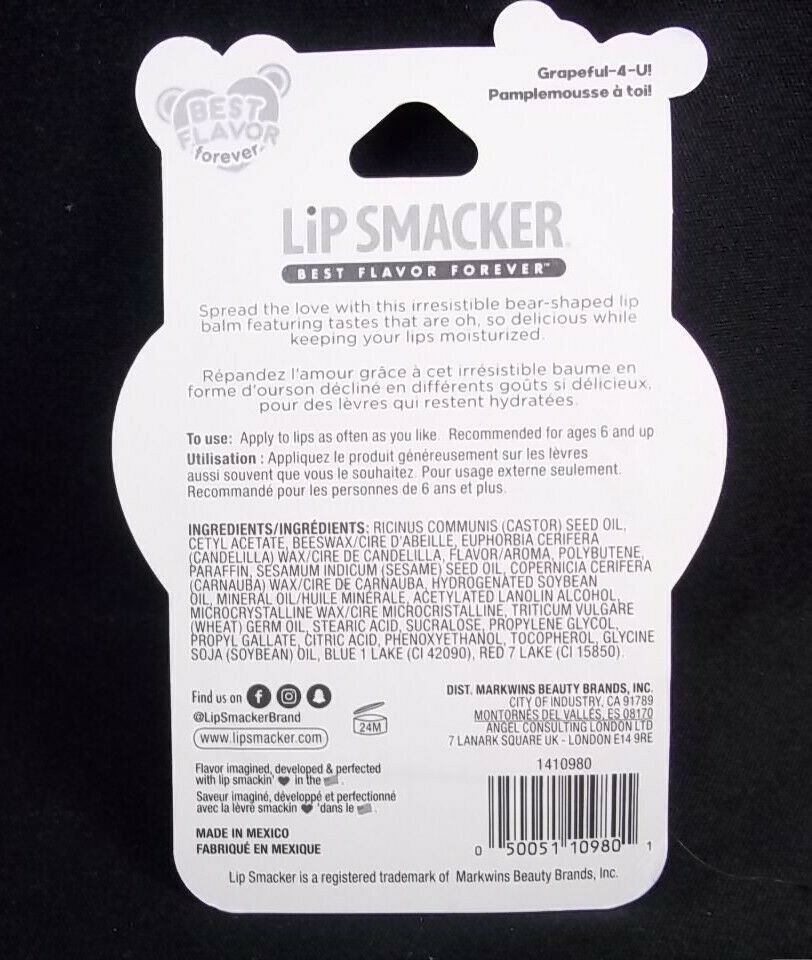 BEST
FLAVOR
forever.
Grapeful-4-U!
Pamplemousse à toi!
LiP SMACKER
BEST FLAVOR FOREVER™
Spread the love with this irresistible bear-shaped lip
balm featuring tastes that are oh, so delicious while
keeping your lips moisturized.
Répandez l'amour grâce à cet irrésistible baume en
forme d'ourson décliné en différents goûts si délicieux,
pour des lèvres qui restent hydratées.
To use: Apply to lips as often as you like. Recommended for ages 6 and up
Utilisation : Appliquez le produit généreusement sur les lèvres
aussi souvent que vous le souhaitez. Pour usage externe seulement.
Recommandé pour les personnes de 6 ans et plus.
INGREDIENTS/INGRÉDIENTS: RICINUS COMMUNIS (CASTOR) SEED OIL,
CETYL ACETATE, BEESWAX/CIRE D'ABEILLE, EUPHORBIA CERIFERA
(CANDELILLA) WAX/CIRE DE CANDELILLA, FLAVOR/AROMA, POLYBUTENE,
PARAFFIN, SESAMUM INDICUM (SESAME) SEED OIL, COPERNICIA CERIFERA
(CARNAUBA) WAX/CIRE DE CARNAUBA, HYDROGENATED SOYBEAN
OIL, MINERAL OIL/HUILE MINÉRALE, ACETYLATED LANOLIN ALCOHOL,
MICROCRYSTALLINE WAX/CIRE MICROCRISTALLINE, TRITICUM VULGARE
(WHEAT) GERM OIL, STEARIC ACID, SUCRALOSE, PROPYLENE GLYCOL,
PROPYL GALLATE, CITRIC ACID, PHENOXYETHANOL, TOCOPHEROL, GLYCINE
SOJA (SOYBEAN) OIL, BLUE 1 LAKE (CI 42090), RED 7 LAKE (CI 15850).
Find us on
@LipSmackerBrand
www.lipsmacker.com
24M
DIST. MARKWINS BEAUTY BRANDS, INC.
CITY OF INDUSTRY, CA 91789
MONTORNÉS DEL VALLÉS, ES 08170
ANGEL CONSULTING LONDON LTD
7 LANARK SQUARE UK - LONDON E14 9RE
Flavor imagined, developed & perfected
with lip smackin' in the .
Saveur imaginé, développé et perfectionné
avec la lèvre smackin 'dans le .
MADE IN MEXICO
FABRIQUÉ EN MEXIQUE
1410980
0 50051 10980 1
Lip Smacker is a registered trademark of Markwins Beauty Brands, Inc.